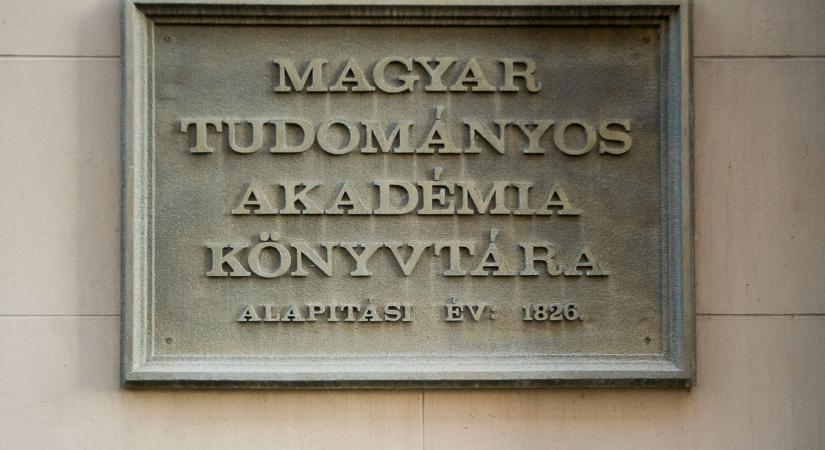 MAGYAR
TUDOMÁNYOS
AKADÉMIA
KÖNYVTÁRA
ALAPITÁSI ÉV: 1826.